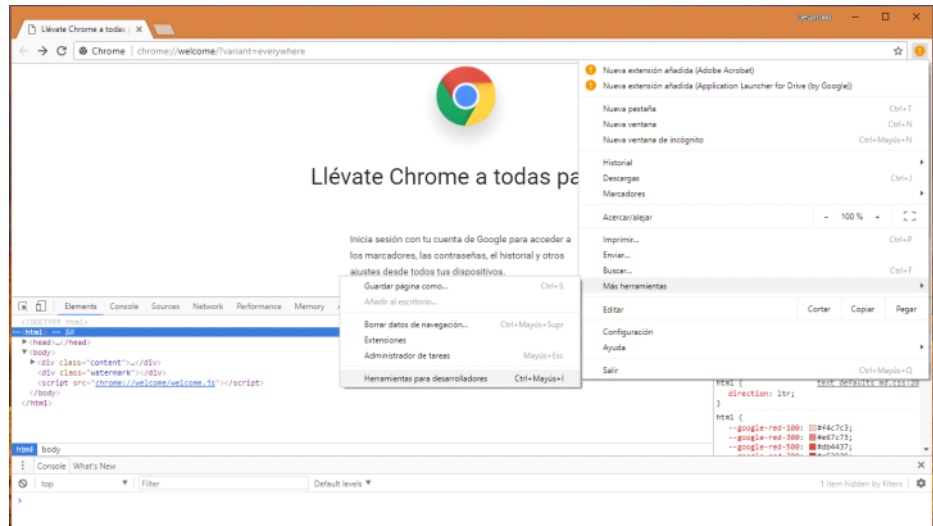 Llévate Chrome a todas p
Chrome | chrome://welcome/?variant=everywhere
Nueva extensión añadida (Adobe Acrobat)
Nueva extensión añadida (Application Launcher for Drive (by Google))
Nueva pestaña Ctrl+T
Nueva ventana Ctrl+N
Nueva ventana de incógnito Ctrl+Mayús+N
Historial
Descargas Ctrl+J
Marcadores
Acercar/alejar - 100 % +
Imprimir... Ctrl+P
Enviar...
Buscar... Ctrl+F
Más herramientas
Editar Cortar Copiar Pegar
Configuración
Ayuda
Salir Ctrl+Mayús+Q
Llévate Chrome a todas pa
Inicia sesión con tu cuenta de Google para acceder a
los marcadores, las contraseñas, el historial y otros
ajustes desde todos tus dispositivos.
Guardar página como... Ctrl+S
Añadir al escritorio...
Borrar datos de navegación... Ctrl+Mayús+Supr
Extensiones
Administrador de tareas Mayús+Esc
Herramientas para desarrolladores Ctrl+Mayús+I
Elements Console Sources Network Performance Memory
<!DOCTYPE html>
<html> == $0
<head>…</head>
<body>
<div class="content">…</div>
<div class="watermark"></div>
<script src="chrome://welcome/welcome.js"></script>
</body>
</html>
html { text_defaults_md.css:20
direction: ltr;
}
html {
--google-red-100: #f4c7c3;
--google-red-300: #e67c73;
--google-red-500: #db4437;
html body
Console What's New
top Filter Default levels 1 item hidden by filters